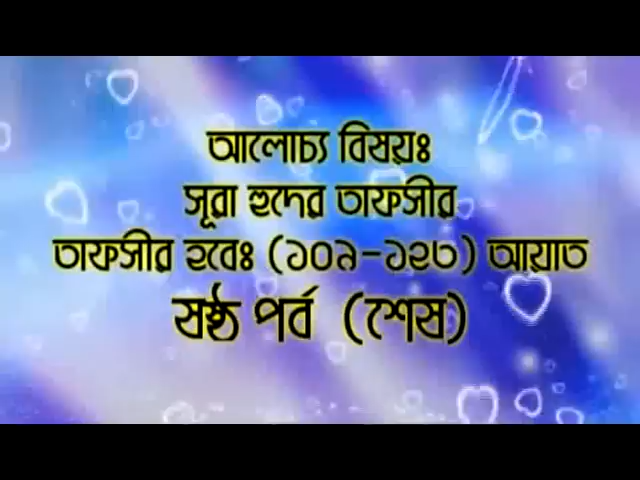 আলোচ্য বিষয়ঃ
সূরা হুদের তাফসীর
তাফসীর হবেঃ (১০৯-১২৩) আয়াত
ষষ্ঠ পর্ব (শেষ)